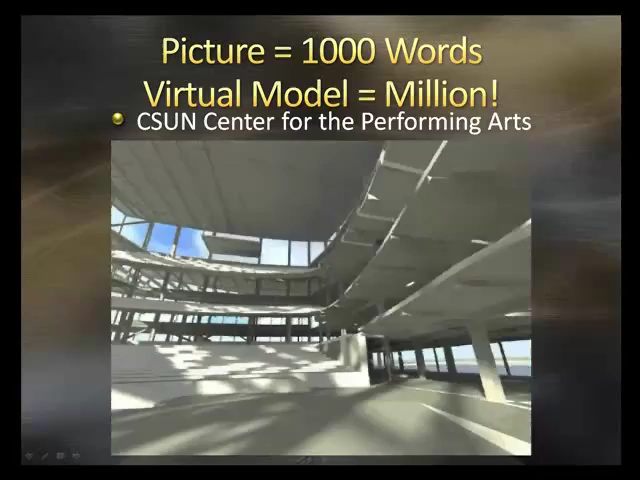 Picture = 1000 Words
Virtual Model = Million!
CSUN Center for the Performing Arts